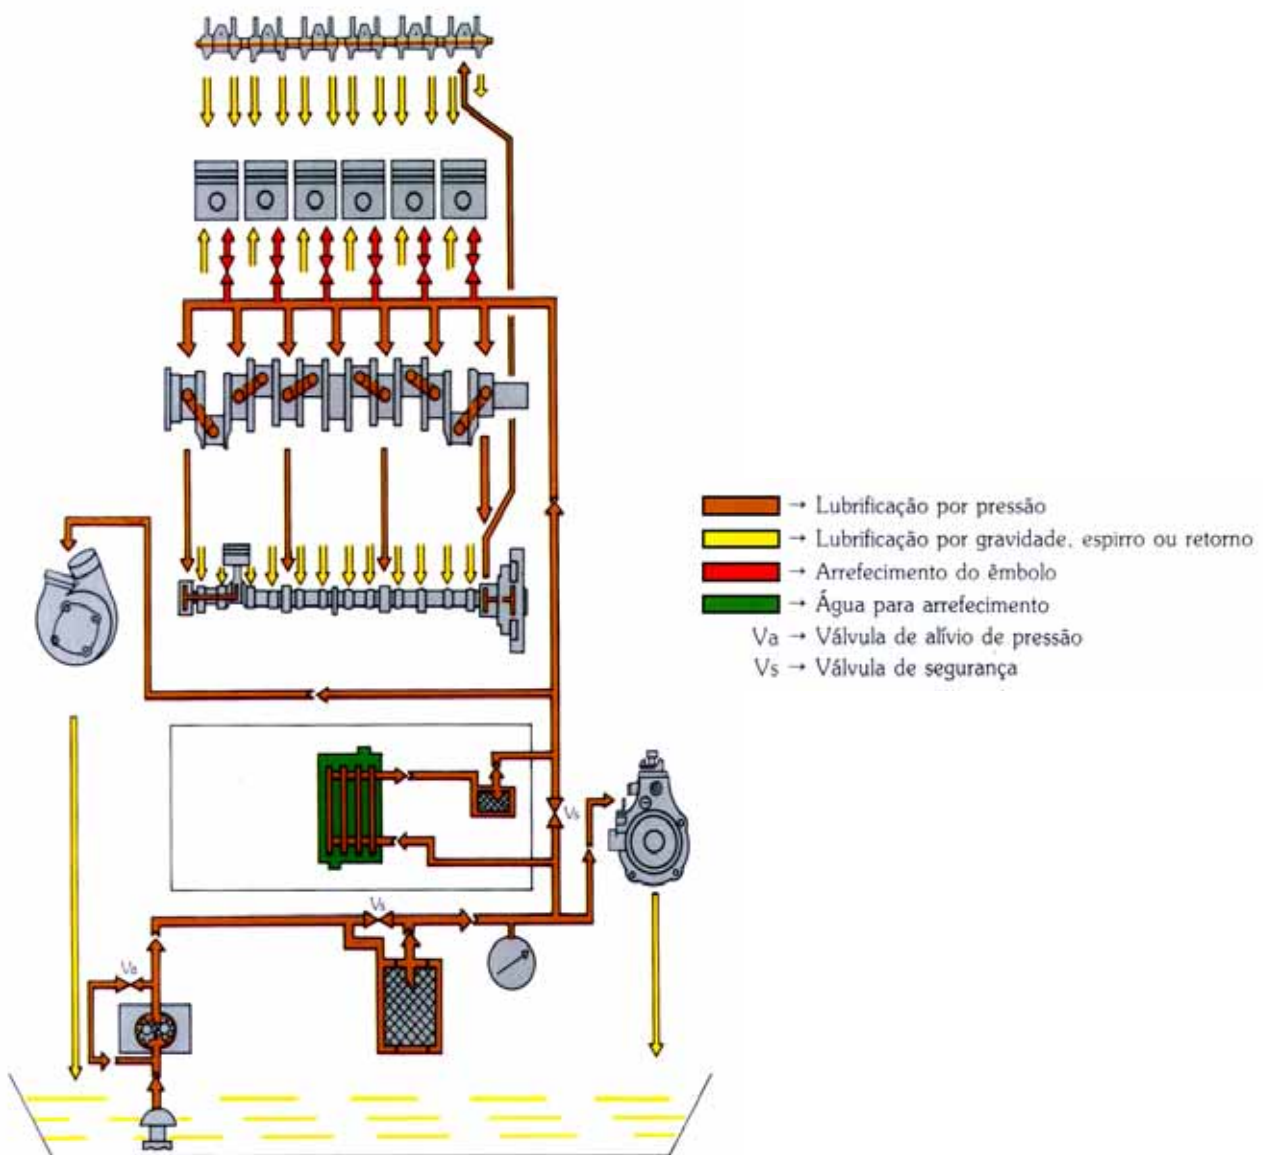 → Lubrificação por pressão
→ Lubrificação por gravidade, espirro ou retorno
→ Arrefecimento do êmbolo
→ Água para arrefecimento
Va → Válvula de alívio de pressão
Vs → Válvula de segurança
Vs
Vs
Va